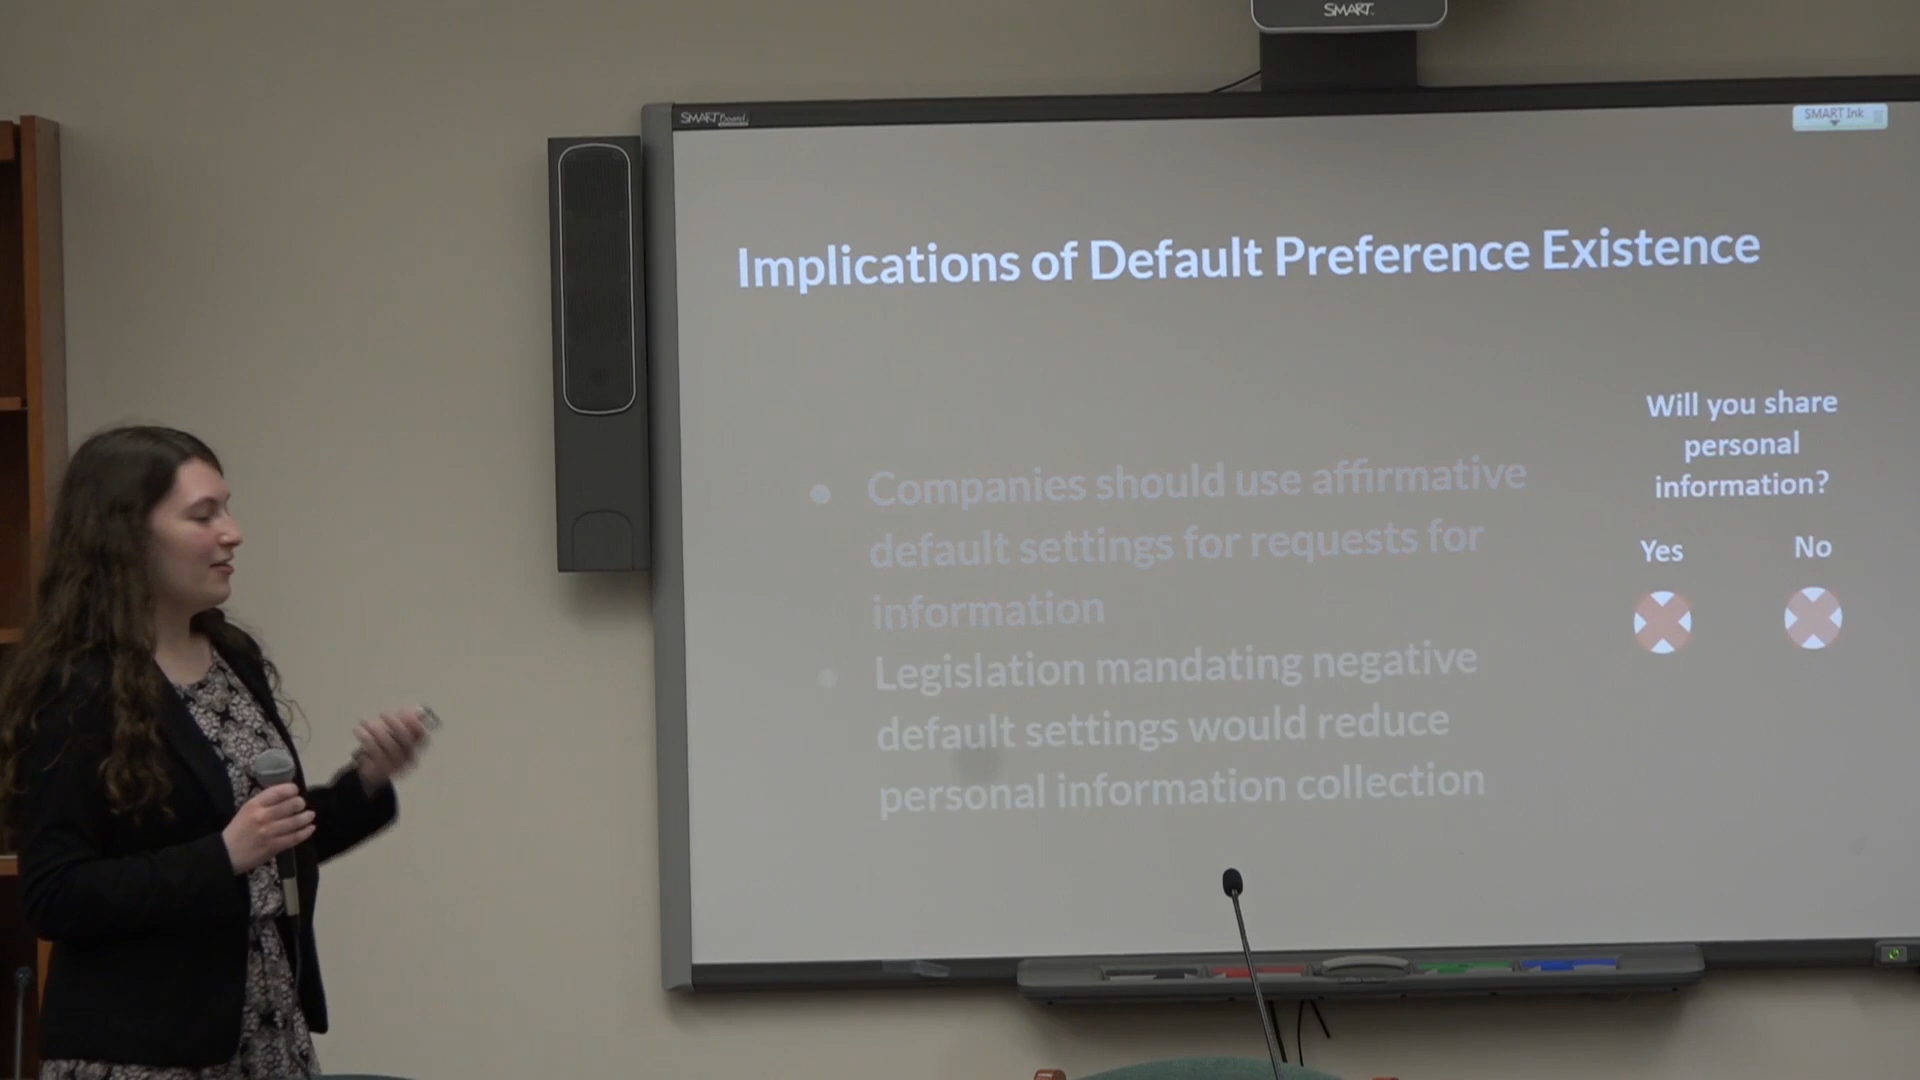 SMART
SMART Board
SMART Ink
Implications of Default Preference Existence
Companies should use affirmative
default settings for requests for
information
Legislation mandating negative
default settings would reduce
personal information collection
Will you share
personal
information?
Yes No